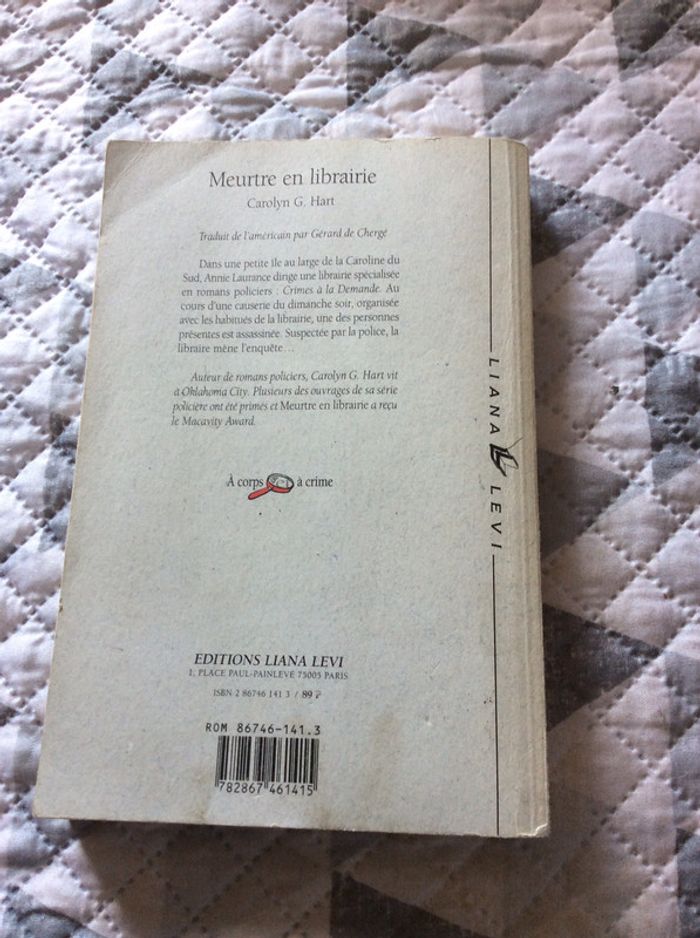 Meurtre en librairie
Carolyn G. Hart
Traduit de l'américain par Gérard de Chergé
Dans une petite île au large de la Caroline du
Sud, Annie Laurance dirige une librairie spécialisée
en romans policiers : Crimes à la Demande. Au
cours d'une causerie du dimanche soir, organisée
avec les habitués de la librairie, une des personnes
présentes est assassinée. Suspectée par la police, la
libraire mène l'enquête...
Auteur de romans policiers, Carolyn G. Hart vit
à Oklahoma City. Plusieurs des ouvrages de sa série
policière ont été primés et Meurtre en librairie a reçu
le Macavity Award.
À corps à crime
EDITIONS LIANA LEVI
1, PLACE PAUL-PAINLEVÉ 75005 PARIS
ISBN 2 86746 141 3 / 89 F
ROM 86746-141.3
782867 461415
LIANA LEVI